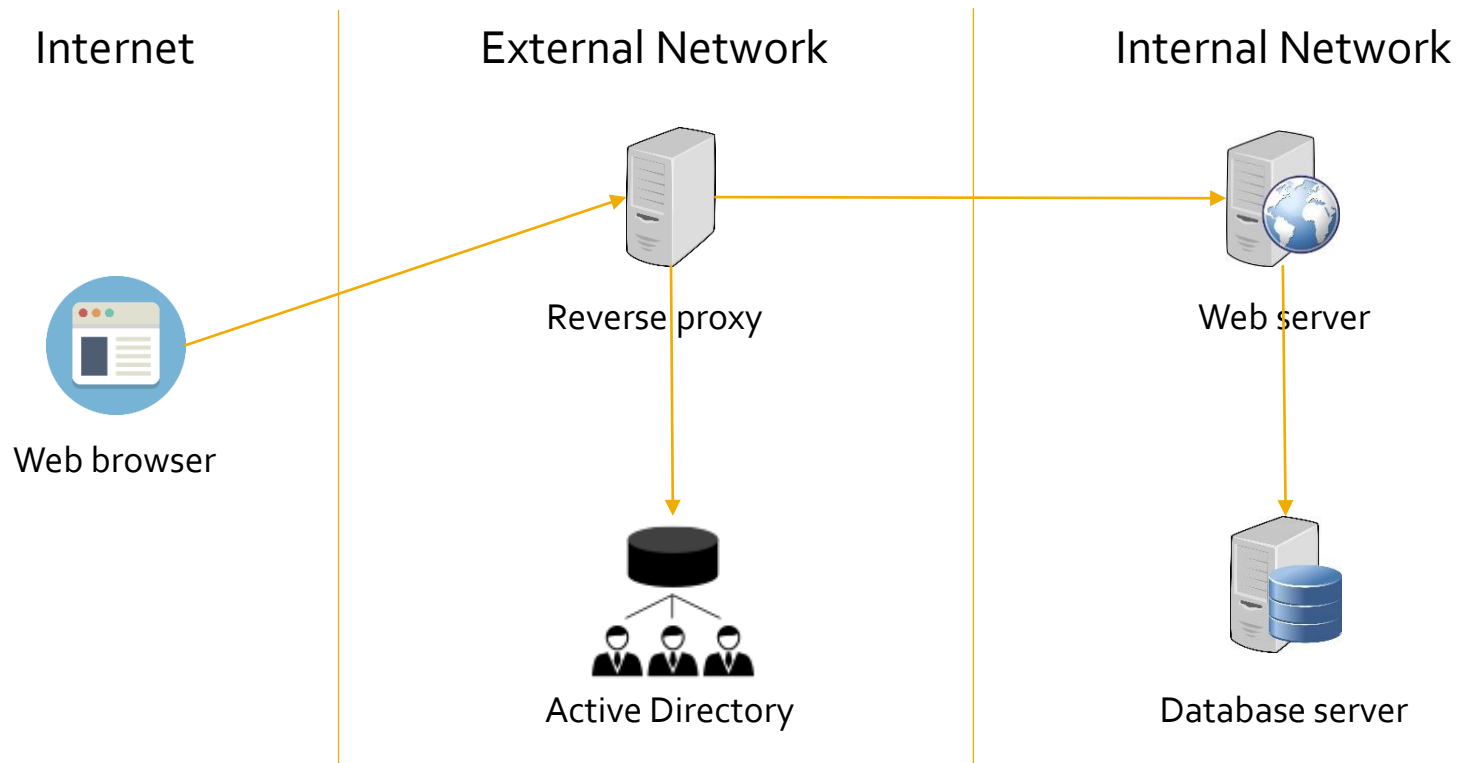 Internet
External Network
Internal Network
Reverse proxy
Web server
Web browser
Active Directory
Database server